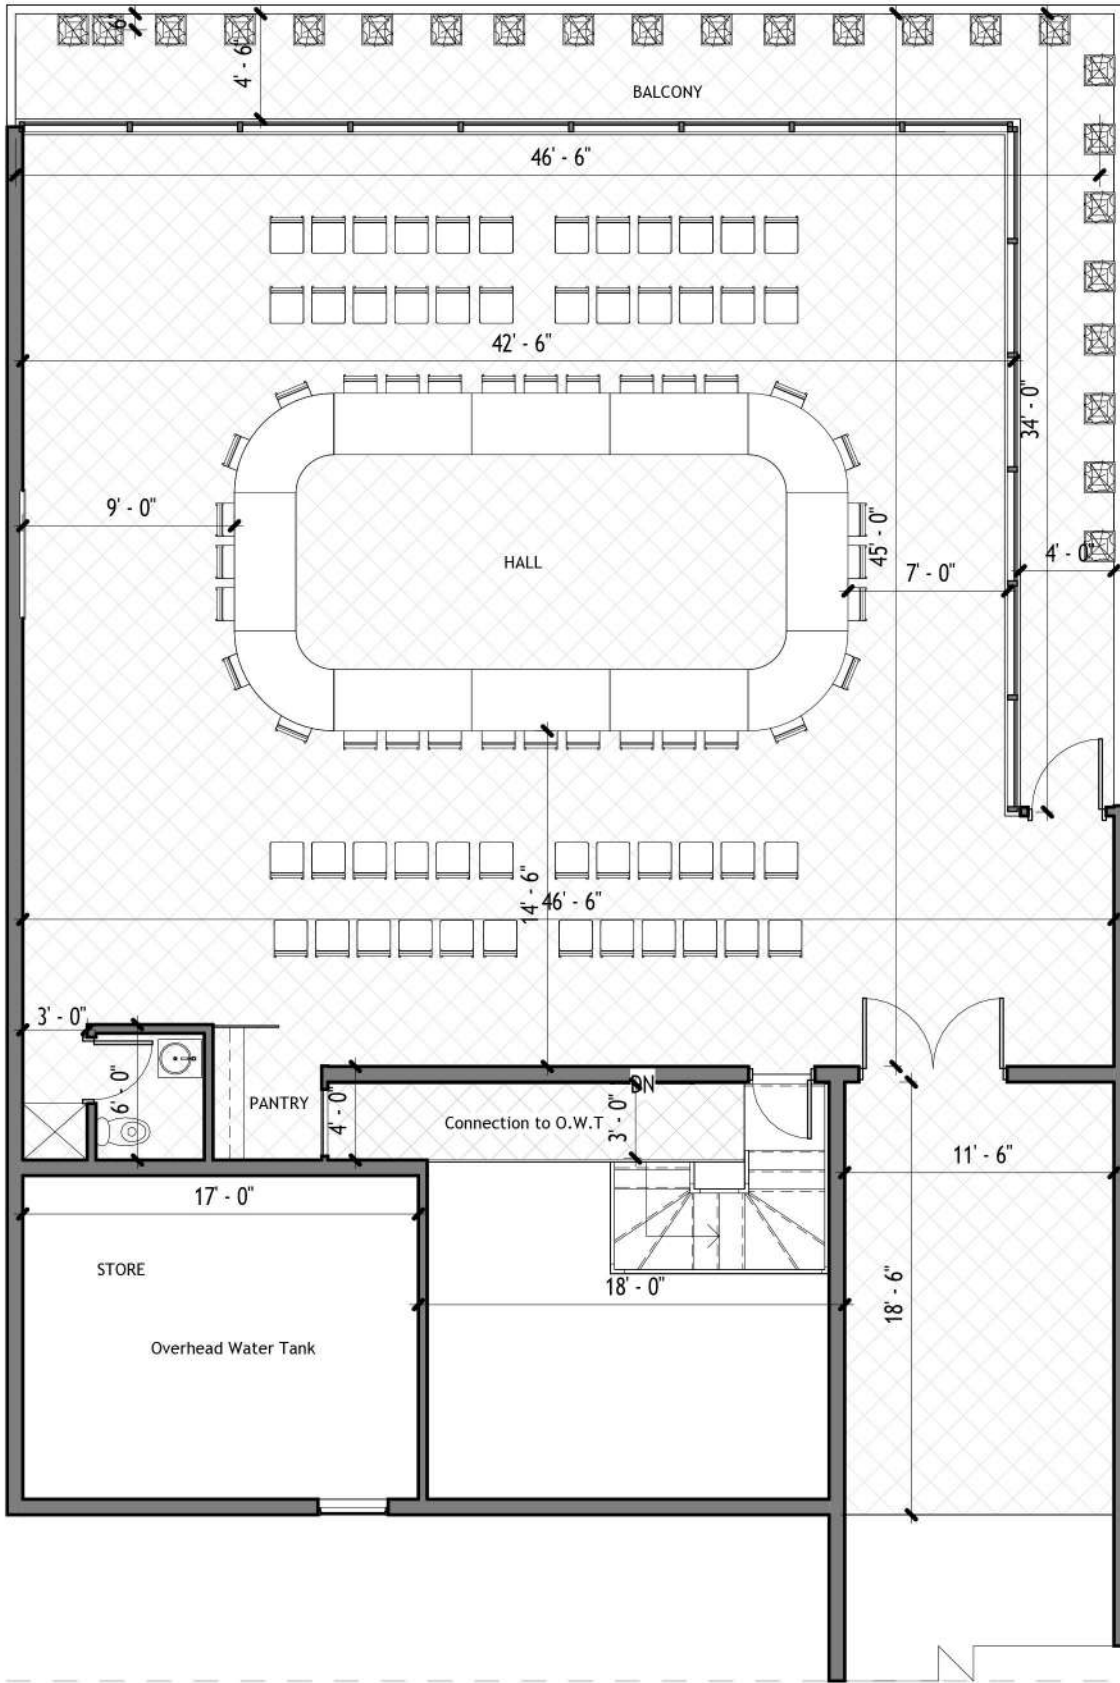 6"
4' - 6"
BALCONY
46' - 6"
42' - 6"
34' - 0"
9' - 0"
45' - 0"
HALL
7' - 0"
4' - 0"
14' - 6"
46' - 6"
3' - 0"
6' - 0"
PANTRY
4' - 0"
DN
Connection to O.W.T
3' - 0"
11' - 6"
17' - 0"
STORE
18' - 0"
18' - 6"
Overhead Water Tank